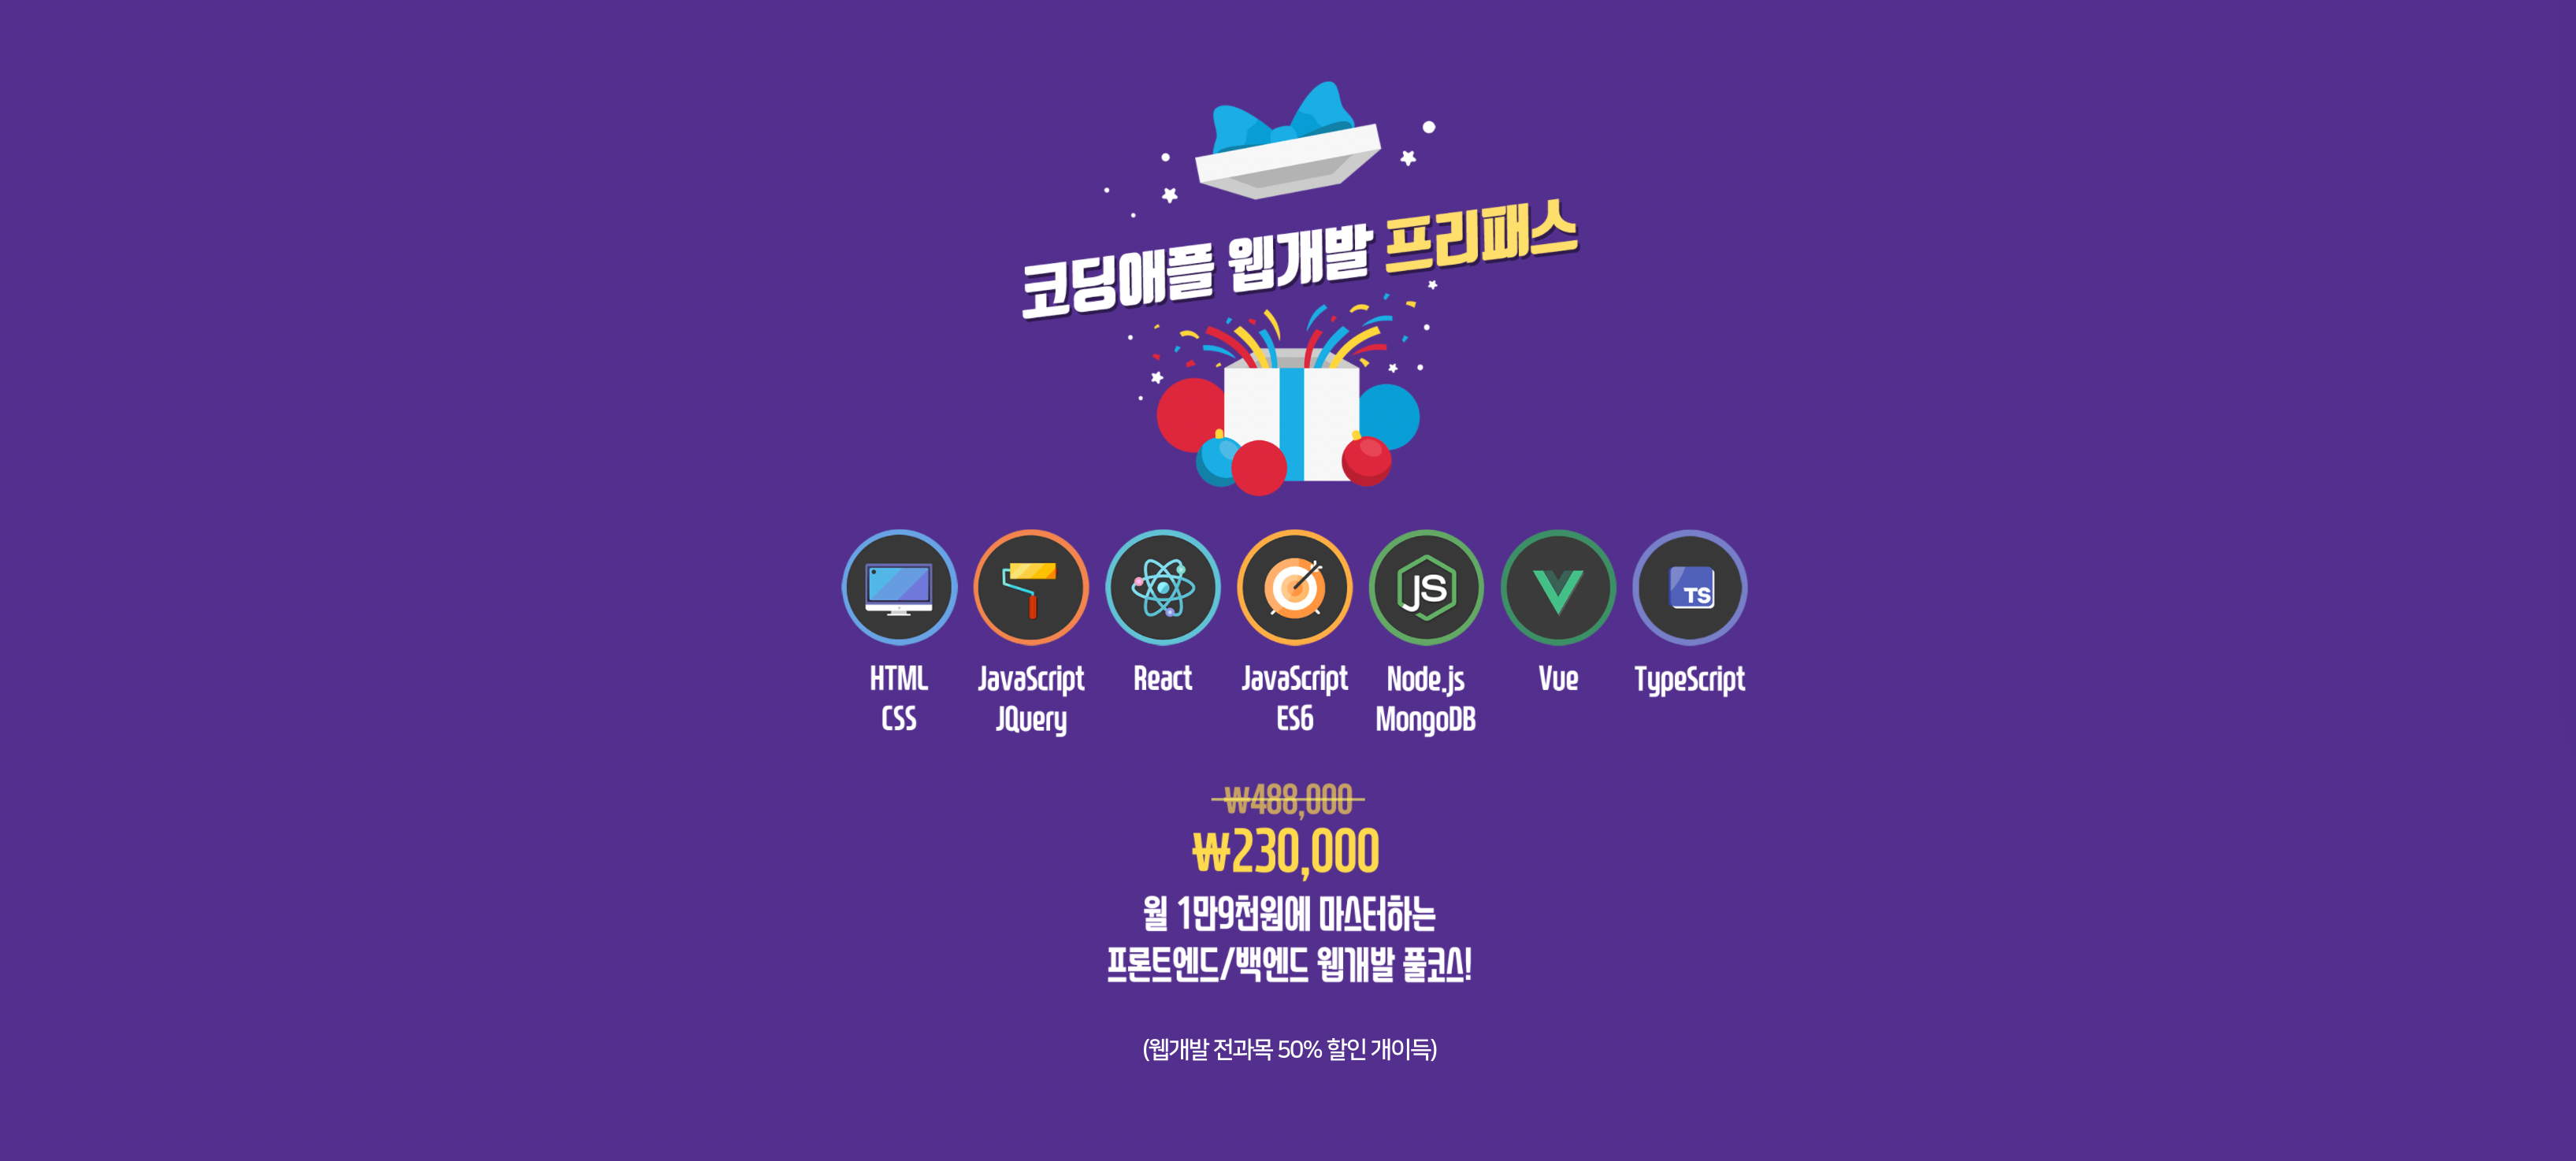 코딩애플 웹개발 프리패스
JS
TS
HTML
CSS
JavaScript
JQuery
React
JavaScript
ES6
Node.js
MongoDB
Vue
TypeScript
₩488,000
₩230,000
월 1만9천원에 마스터하는
프론트엔드/백엔드 웹개발 풀코스!
(웹개발 전과목 50% 할인 개이득)